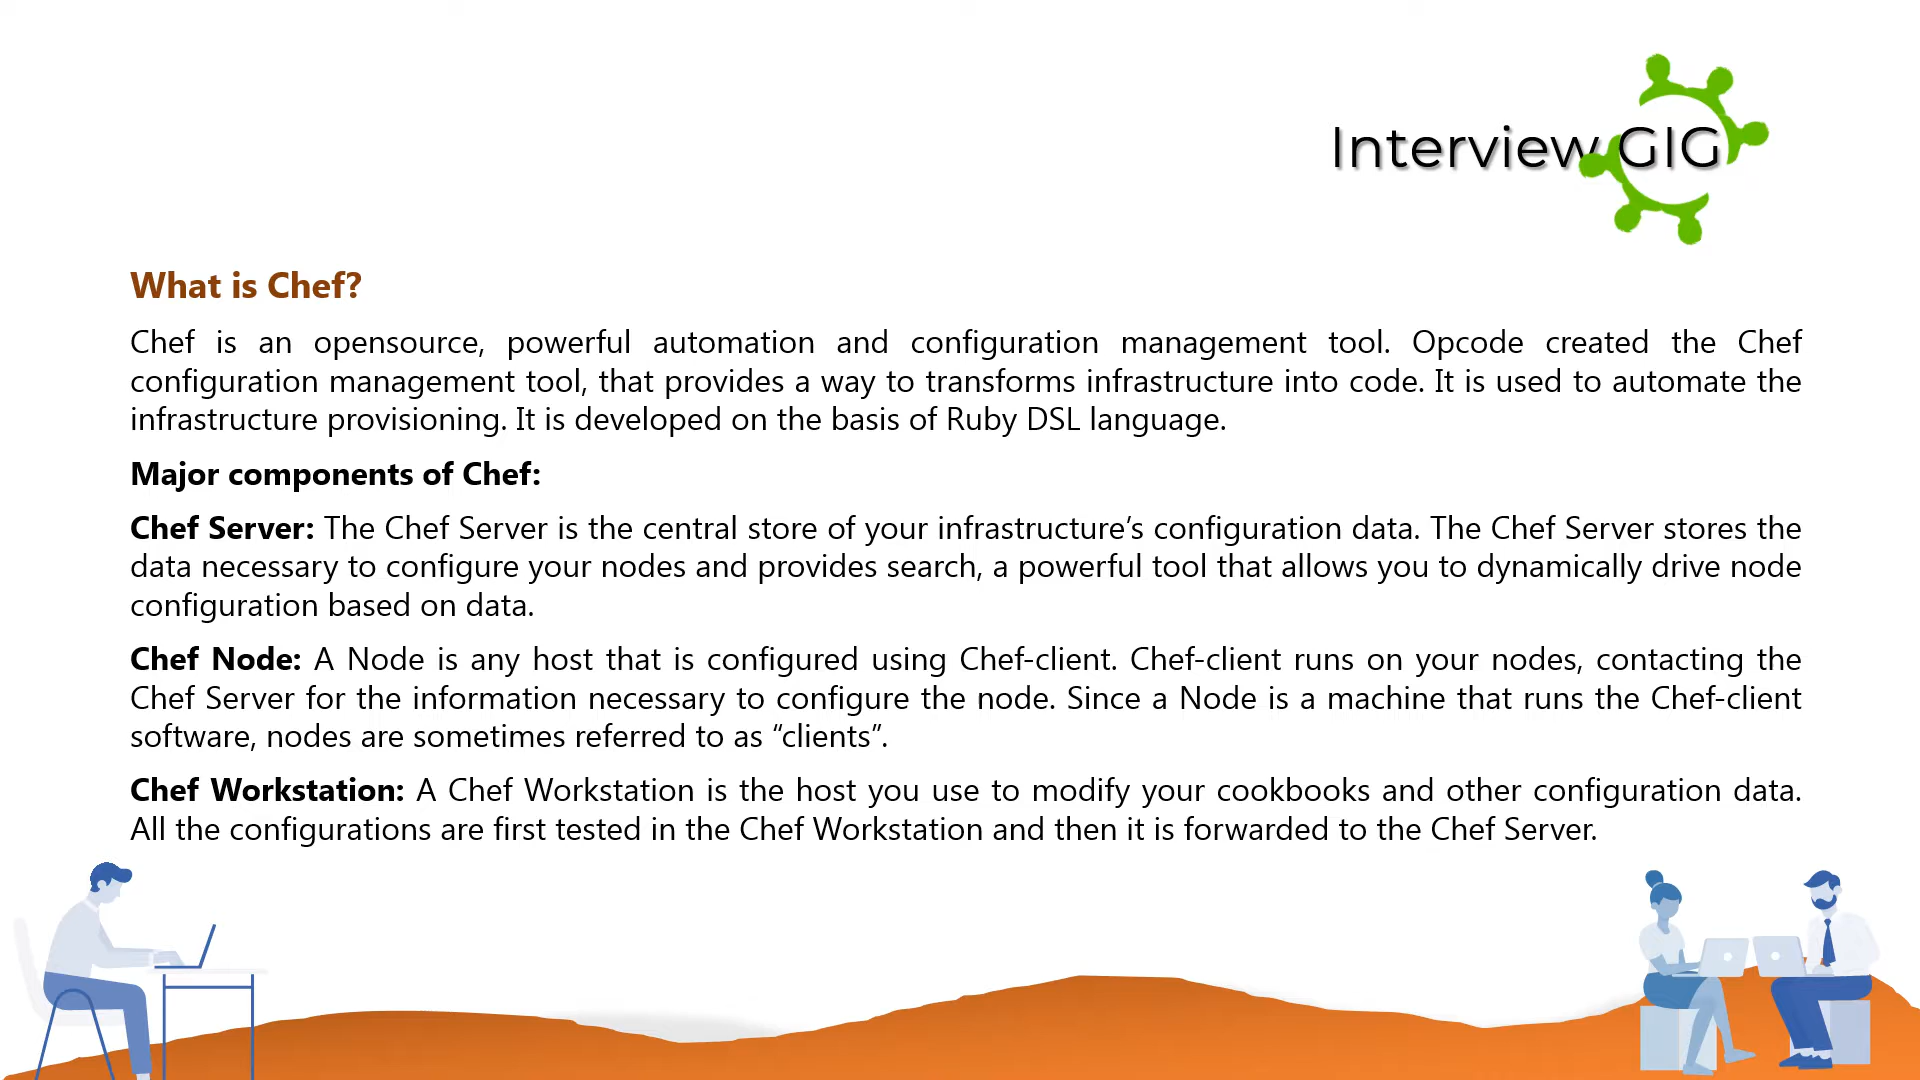 Interview GIG
What is Chef?
Chef is an opensource, powerful automation and configuration management tool. Opcode created the Chef
configuration management tool, that provides a way to transforms infrastructure into code. It is used to automate the
infrastructure provisioning. It is developed on the basis of Ruby DSL language.
Major components of Chef:
Chef Server: The Chef Server is the central store of your infrastructure’s configuration data. The Chef Server stores the
data necessary to configure your nodes and provides search, a powerful tool that allows you to dynamically drive node
configuration based on data.
Chef Node: A Node is any host that is configured using Chef-client. Chef-client runs on your nodes, contacting the
Chef Server for the information necessary to configure the node. Since a Node is a machine that runs the Chef-client
software, nodes are sometimes referred to as “clients”.
Chef Workstation: A Chef Workstation is the host you use to modify your cookbooks and other configuration data.
All the configurations are first tested in the Chef Workstation and then it is forwarded to the Chef Server.